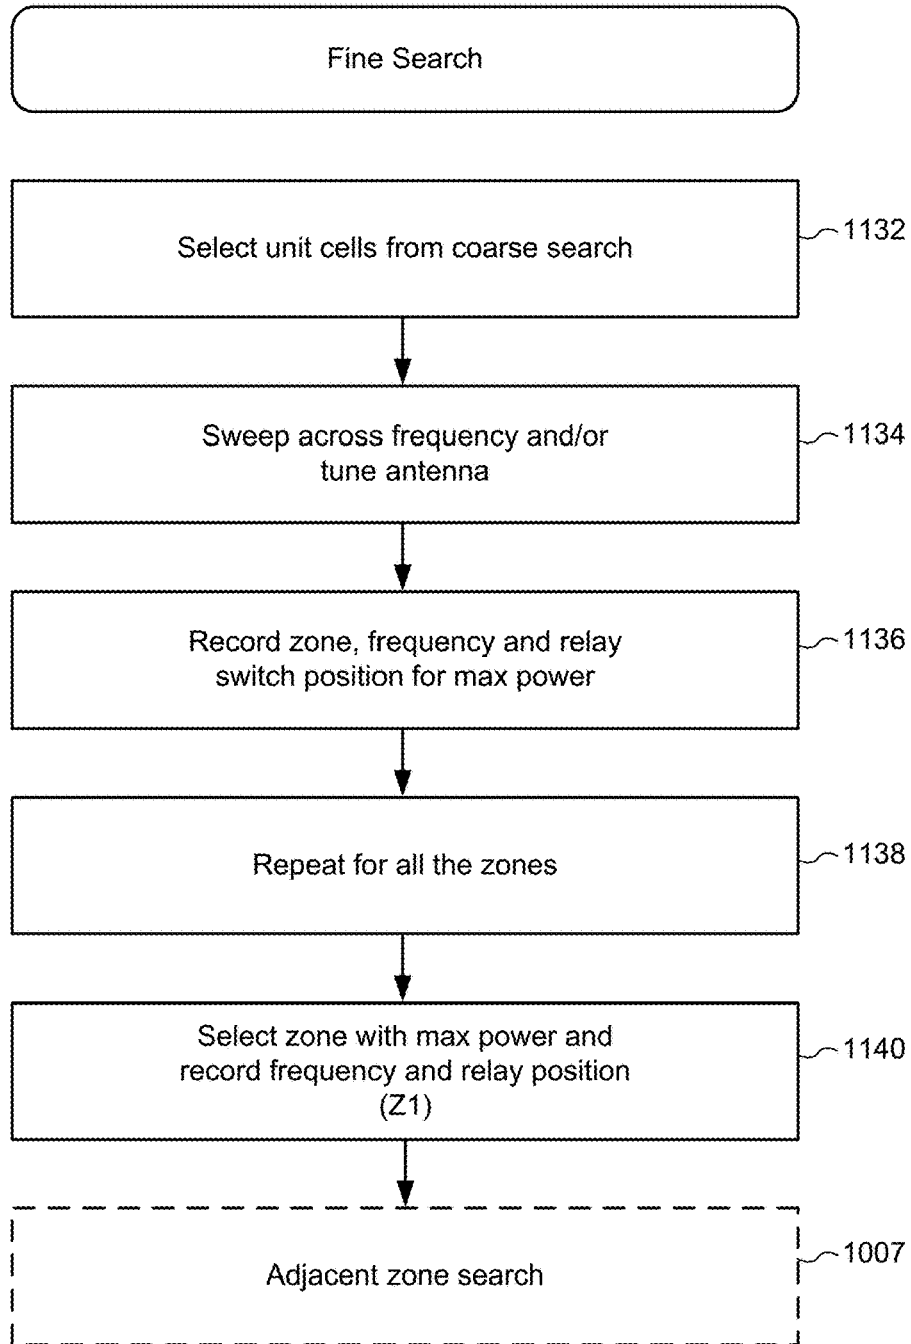 Fine Search
Select unit cells from coarse search
1132
Sweep across frequency and/or
tune antenna
1134
Record zone, frequency and relay
switch position for max power
1136
Repeat for all the zones
1138
Select zone with max power and
record frequency and relay position
(Z1)
1140
Adjacent zone search
1007